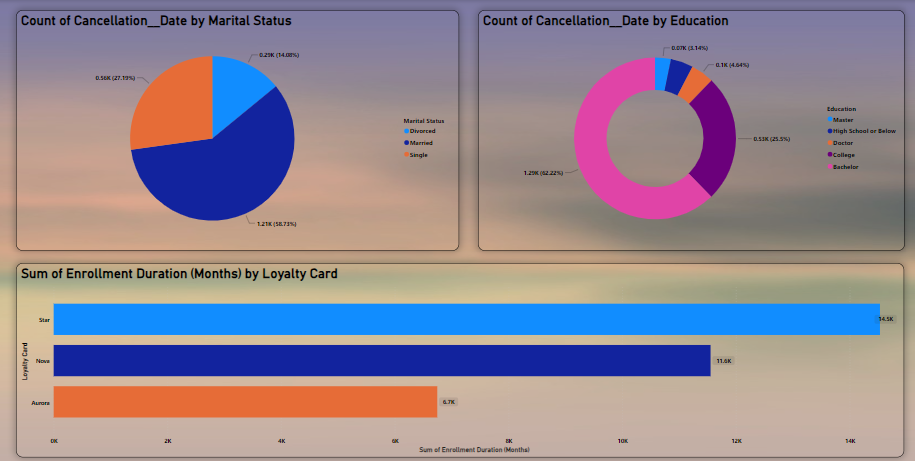 Count of Cancellation__Date by Marital Status
0.29K (14.08%)
0.56K (27.19%)
1.21K (58.73%)
Marital Status
Divorced
Married
Single
Count of Cancellation__Date by Education
0.07K (3.14%)
0.1K (4.64%)
0.53K (25.5%)
1.29K (62.22%)
Education
Master
High School or Below
Doctor
College
Bachelor
Sum of Enrollment Duration (Months) by Loyalty Card
Loyalty Card
Star
14.5K
Nova
11.6K
Aurora
6.7K
0K 2K 4K 6K 8K 10K 12K 14K
Sum of Enrollment Duration (Months)